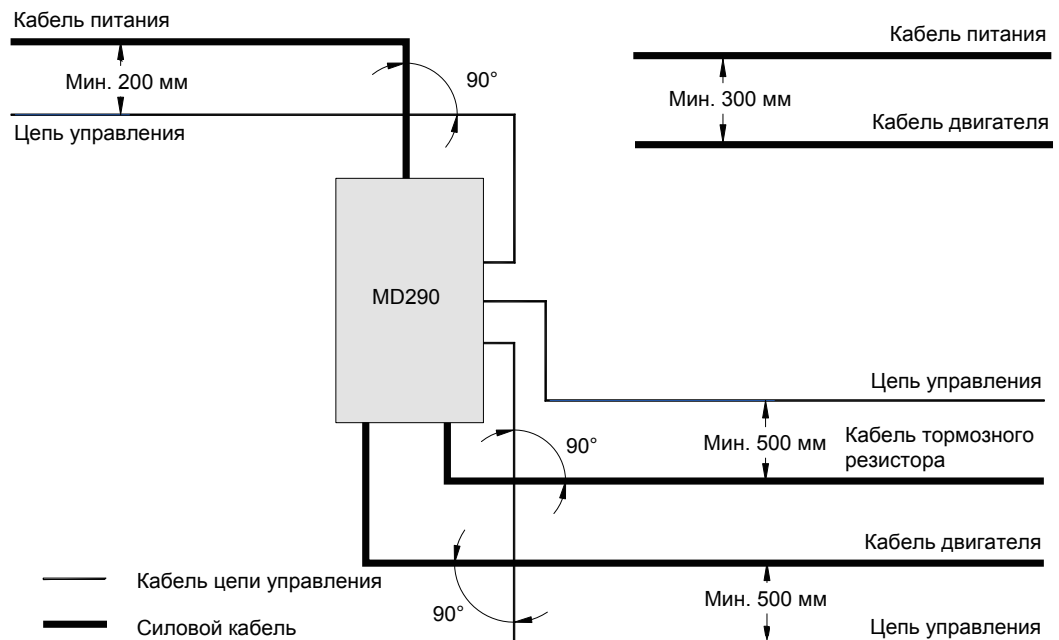 Кабель питания
Мин. 200 мм
90°
Цепь управления
Кабель питания
Мин. 300 мм
Кабель двигателя
MD290
Цепь управления
Мин. 500 мм
Кабель тормозного
резистора
90°
Кабель двигателя
Мин. 500 мм
90°
Цепь управления
Кабель цепи управления
Силовой кабель